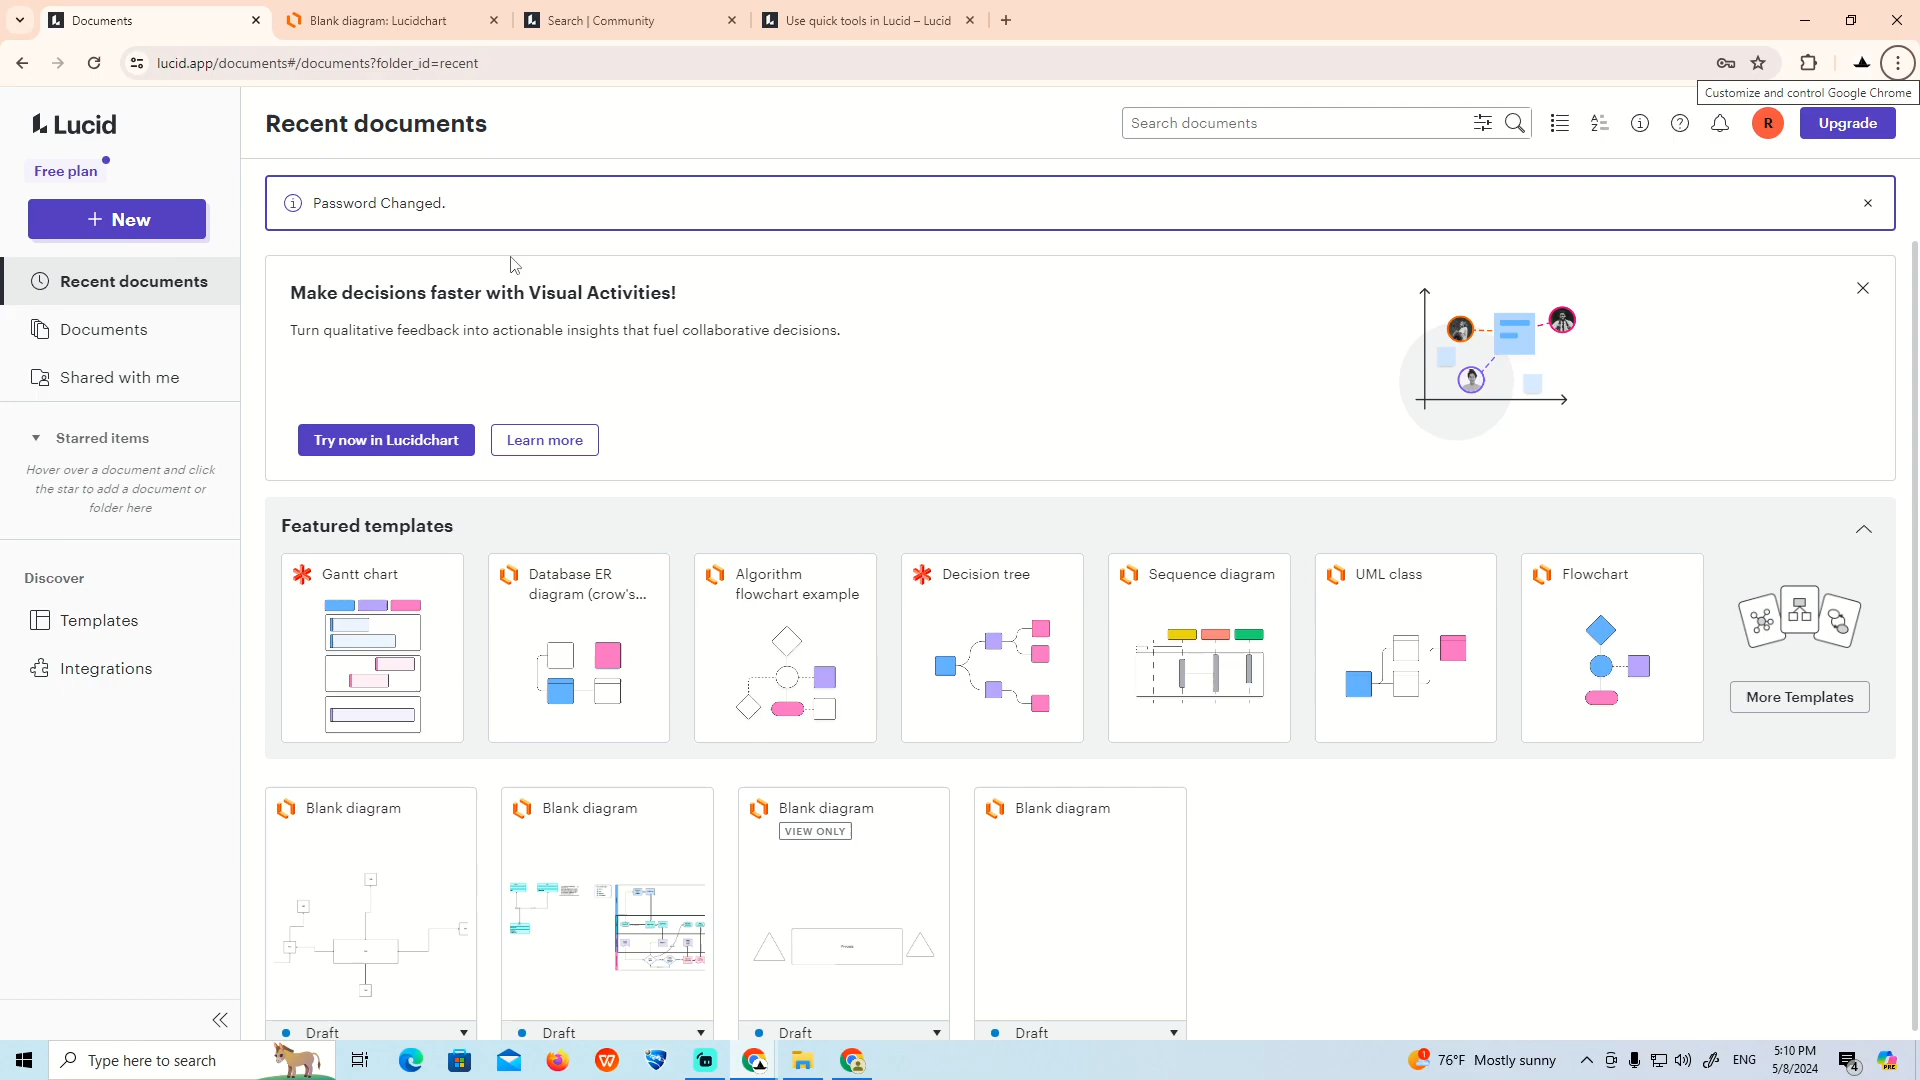 Documents
Blank diagram: Lucidchart
Search | Community
Use quick tools in Lucid – Lucid
lucid.app/documents#/documents?folder_id=recent
Customize and control Google Chrome
Lucid
Recent documents
Search documents
R
Upgrade
Free plan
+ New
Password Changed.
Recent documents
Documents
Shared with me
Make decisions faster with Visual Activities!
Turn qualitative feedback into actionable insights that fuel collaborative decisions.
Try now in Lucidchart
Learn more
Starred items
Hover over a document and click
the star to add a document or
folder here
Discover
Templates
Integrations
Featured templates
Gantt chart
Database ER
diagram (crow's...
Algorithm
flowchart example
Decision tree
Sequence diagram
UML class
Flowchart
More Templates
Blank diagram
Blank diagram
Blank diagram
VIEW ONLY
Blank diagram
Process
Draft
Draft
Draft
Draft
Type here to search
1
76°F Mostly sunny
ENG
5:10 PM
5/8/2024
4
PRE